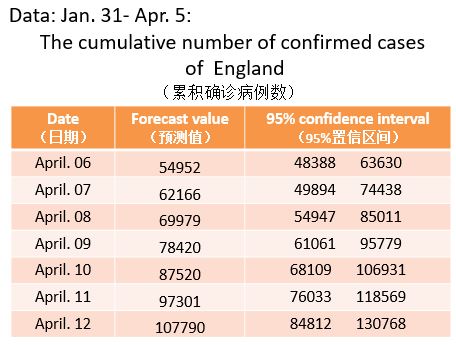 Data: Jan. 31- Apr. 5:
The cumulative number of confirmed cases
of England
（累积确诊病例数）
Date Forecast value 95% confidence interval
（日期） （预测值） （95%置信区间）
April. 06 54952 48388 63630
April. 07 62166 49894 74438
April. 08 69979 54947 85011
April. 09 78420 61061 95779
April. 10 87520 68109 106931
April. 11 97301 76033 118569
April. 12 107790 84812 130768